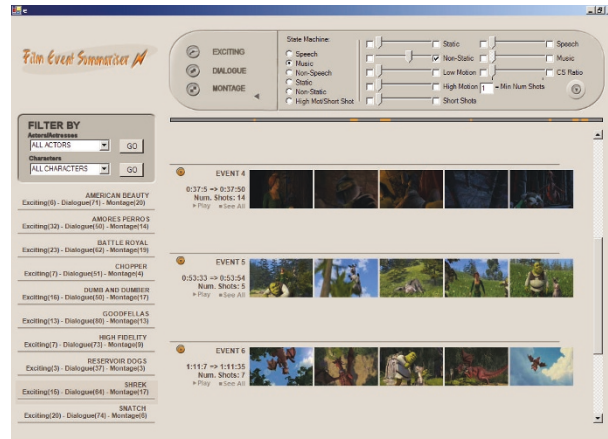 e
Film Event Summariser
EXCITING
DIALOGUE
MONTAGE
State Machine:
Speech
Music
Non-Speech
Static
Non-Static
High Mot/Short Shot
Static
Non-Static
Low Motion
High Motion
Short Shots
1
- Min Num Shots
Speech
Music
CS Ratio
FILTER BY
Actors/Actresses
ALL ACTORS
GO
Characters
ALL CHARACTERS
GO
AMERICAN BEAUTY
Exciting(6) - Dialogue(71) - Montage(20)
AMORES PERROS
Exciting(32) - Dialogue(50) - Montage(14)
BATTLE ROYAL
Exciting(23) - Dialogue(62) - Montage(19)
CHOPPER
Exciting(7) - Dialogue(51) - Montage(4)
DUMB AND DUMBER
Exciting(16) - Dialogue(50) - Montage(17)
GOODFELLAS
Exciting(13) - Dialogue(80) - Montage(13)
HIGH FIDELITY
Exciting(7) - Dialogue(73) - Montage(9)
RESERVOIR DOGS
Exciting(3) - Dialogue(37) - Montage(3)
SHREK
Exciting(15) - Dialogue(64) - Montage(17)
SNATCH
Exciting(20) - Dialogue(74) - Montage(6)
EVENT 4
0:37:5 => 0:37:50
Num. Shots: 14
Play See All
EVENT 5
0:53:33 => 0:53:54
Num. Shots: 5
Play See All
EVENT 6
1:11:7 => 1:11:35
Num. Shots: 7
Play See All